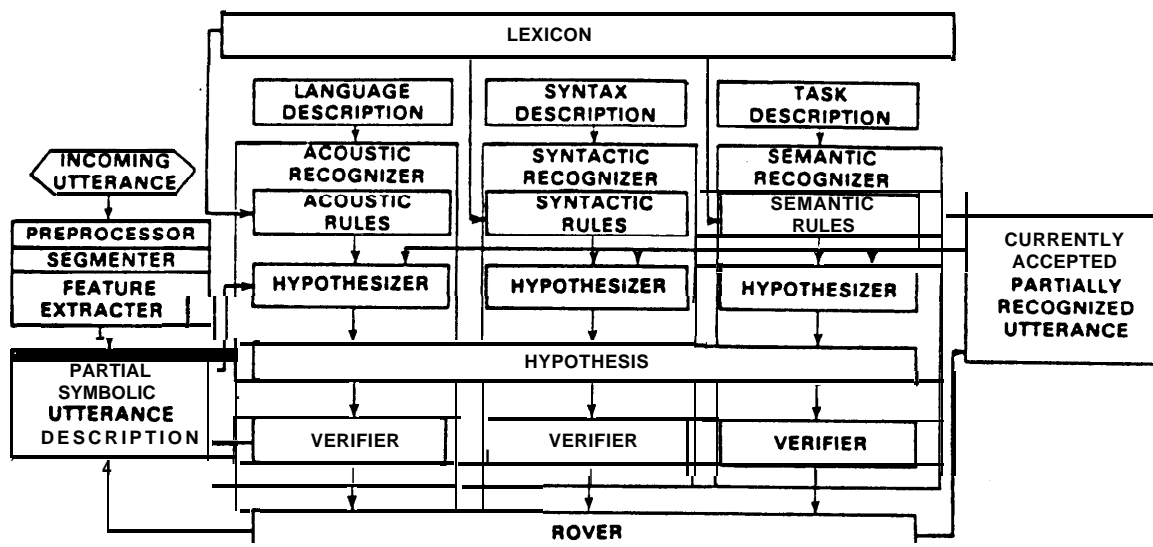 LEXICON
LANGUAGE
DESCRIPTION
SYNTAX
DESCRIPTION
TASK
DESCRIPTION
INCOMING
UTTERANCE
ACOUSTIC
RECOGNIZER
SYNTACTIC
RECOGNIZER
SEMANTIC
RECOGNIZER
ACOUSTIC
RULES
SYNTACTIC
RULES
SEMANTIC
RULES
PREPROCESSOR
SEGMENTER
FEATURE
EXTRACTER
HYPOTHESIZER
HYPOTHESIZER
HYPOTHESIZER
CURRENTLY
ACCEPTED
PARTIALLY
RECOGNIZED
UTTERANCE
HYPOTHESIS
PARTIAL
SYMBOLIC
UTTERANCE
DESCRIPTION
VERIFIER
VERIFIER
VERIFIER
ROVER